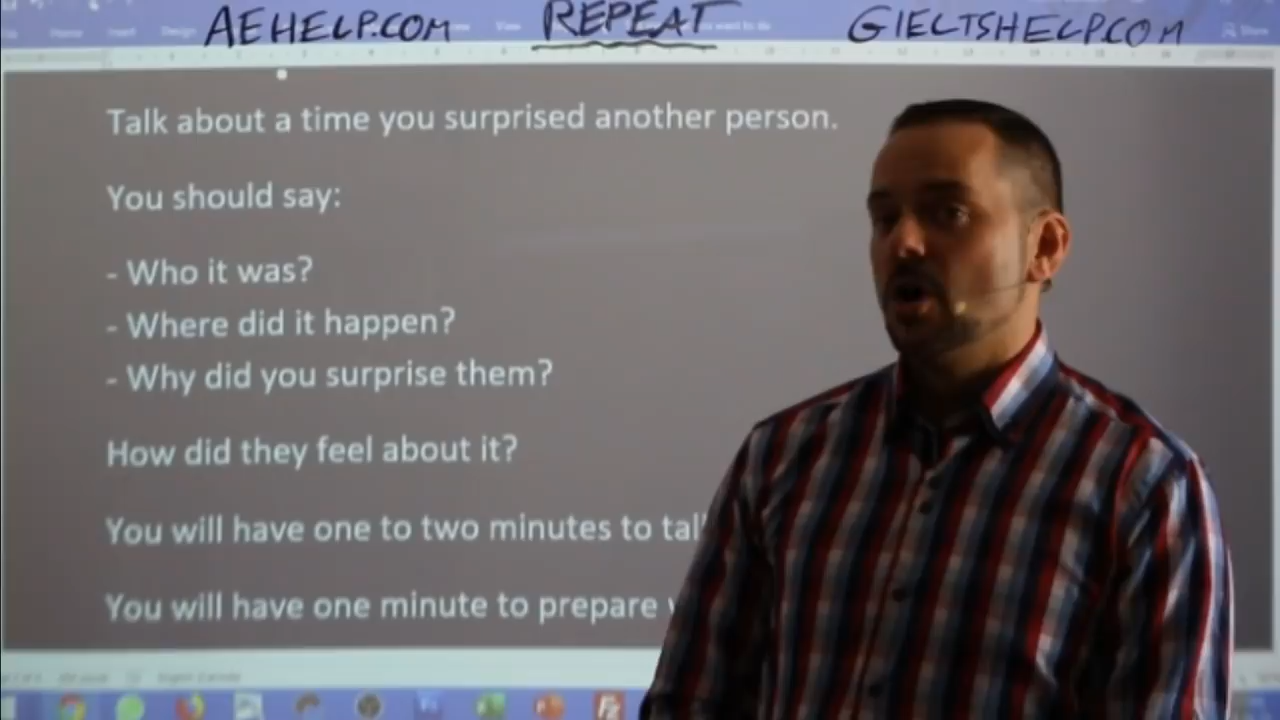 AEHELP.COM REPEAT GIELTSHELP.COM
Talk about a time you surprised another person.
You should say:
- Who it was?
- Where did it happen?
- Why did you surprise them?
How did they feel about it?
You will have one to two minutes to
You will have one minute to prepare